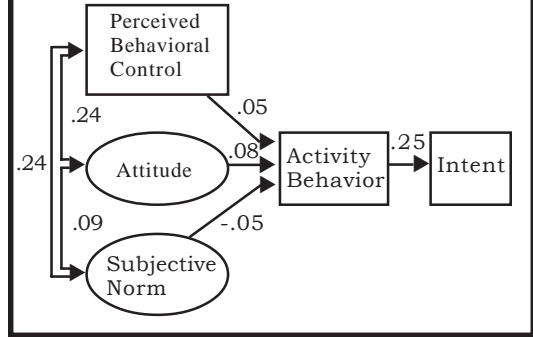 Perceived
Behavioral
Control
.05
.24
.24
Attitude
.08
Activity
Behavior
.25
Intent
.09
-.05
Subjective
Norm